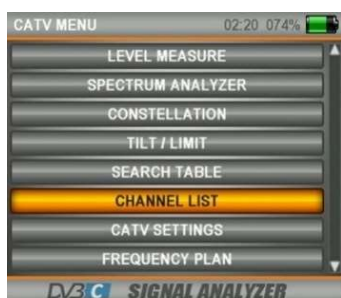 CATV MENU 02:20 074%
LEVEL MEASURE
SPECTRUM ANALYZER
CONSTELLATION
TILT / LIMIT
SEARCH TABLE
CHANNEL LIST
CATV SETTINGS
FREQUENCY PLAN
DVB C SIGNAL ANALYZER